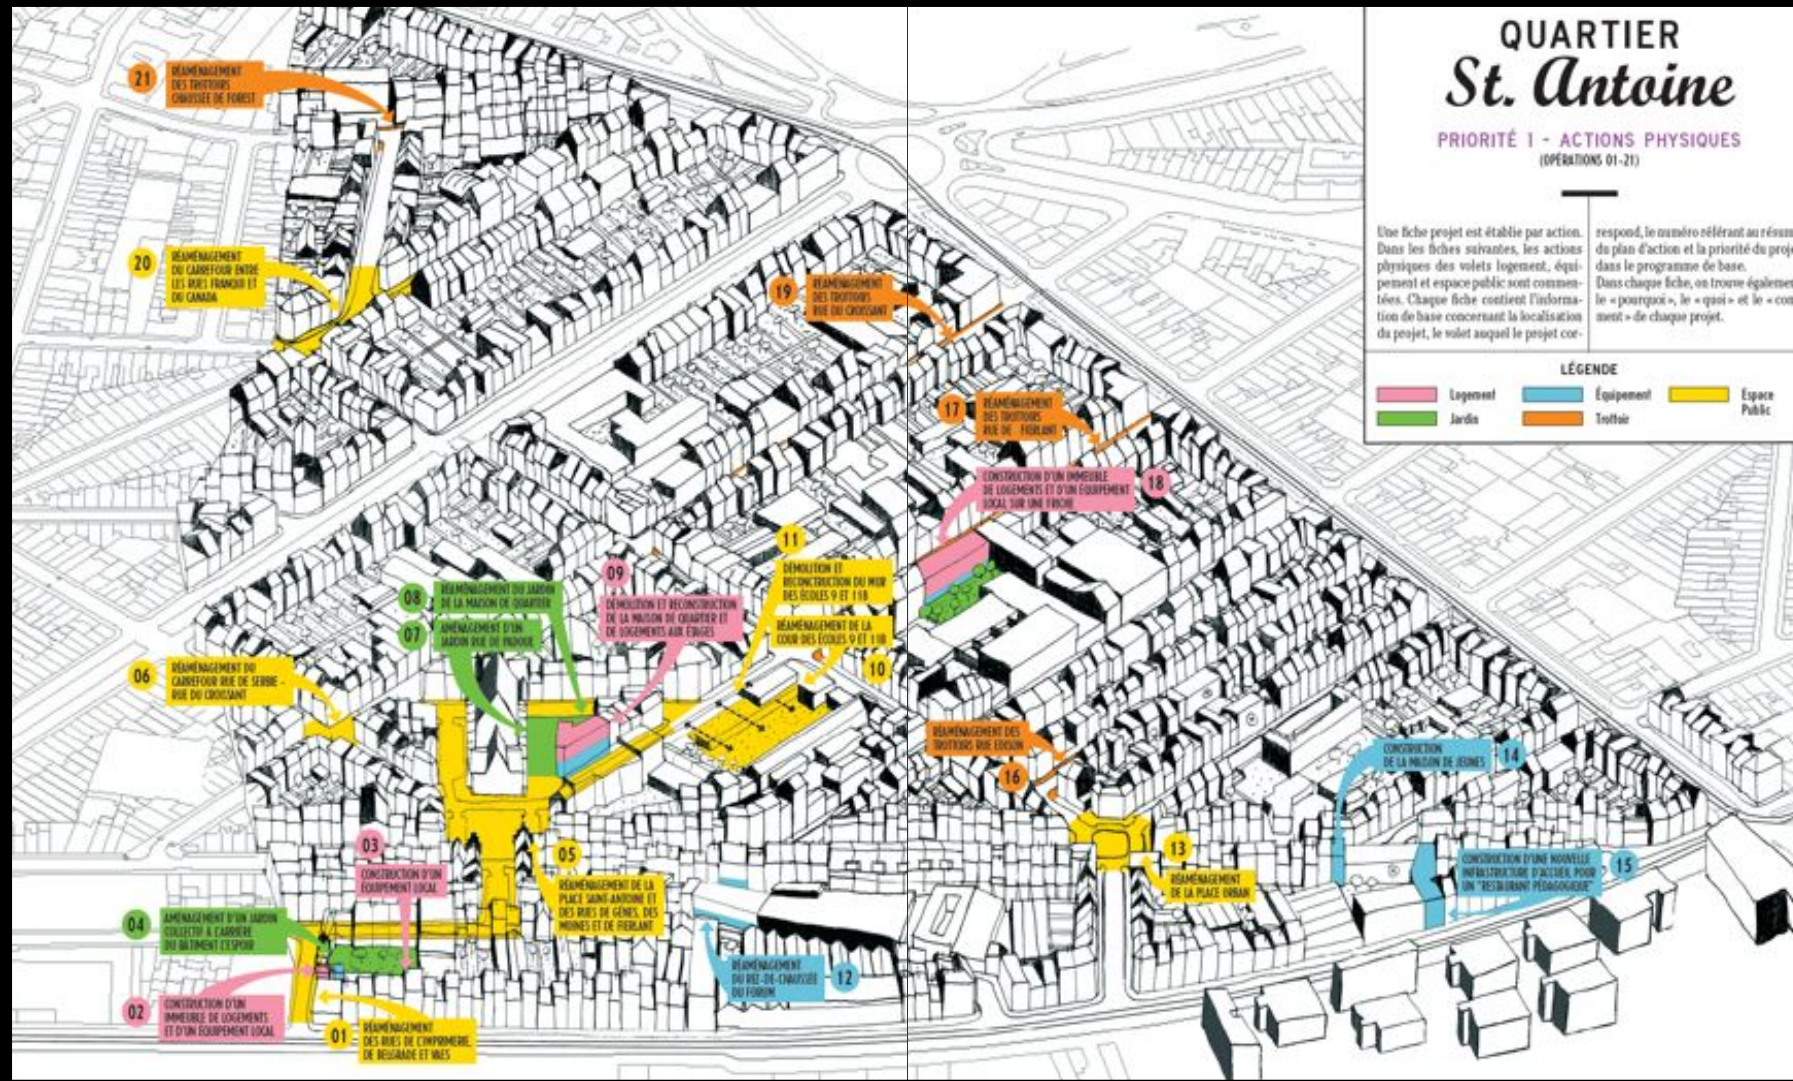 QUARTIER
St. Antoine
PRIORITÉ 1 - ACTIONS PHYSIQUES
(OPÉRATIONS 01-21)
Une fiche projet est établie par action.
Dans les fiches suivantes, les actions
physiques des volets logement, équi-
pement et espace public sont commen-
tées. Chaque fiche contient l'informa-
tion de base concernant la localisation
du projet, le volet auquel le projet cor-
respond, le numéro référant au résum
du plan d'action et la priorité du proje
dans le programme de base.
Dans chaque fiche, on trouve égalemen
le « pourquoi », le « quoi » et le « com
ment » de chaque projet.
LÉGENDE
Logement
Équipement
Espace
Public
Jardin
Trottoir
21
RÉAMÉNAGEMENT
DES TROTTOIRS
CHAUSSÉE DE FOREST
20
RÉAMÉNAGEMENT
DU CARREFOUR ENTRE
LES RUES FRANQUI ET
DU CANADA
19
RÉAMÉNAGEMENT
DES TROTTOIRS
RUE DU CROISSANT
17
RÉAMÉNAGEMENT
DES TROTTOIRS
RUE DE FIERLANT
CONSTRUCTION D'UN IMMEUBLE
DE LOGEMENTS ET D'UN ÉQUIPEMENT
LOCAL SUR UNE FRICHE
18
11
DÉMOLITION ET
RECONCTRUCTION DU MUR
DES ÉCOLES 9 ET 11B
RÉAMÉNAGEMENT DE LA
COUR DES ÉCOLES 9 ET 11B
10
09
DÉMOLITION ET RECONSTRUCTION
DE LA MAISON DE QUARTIER ET
DE LOGEMENTS AUX ÉTAGES
08
RÉAMÉNAGEMENT DU JARDIN
DE LA MAISON DE QUARTIER
07
AMÉNAGEMENT D'UN
JARDIN RUE DE PADOUE
06
RÉAMÉNAGEMENT DU
CARREFOUR RUE DE SERBIE -
RUE DU CROISSANT
RÉAMÉNAGEMENT DES
TROTTOIRS RUE EDISON
16
CONSTRUCTION
DE LA MAISON DE JEUNES
14
03
CONSTRUCTION D'UN
ÉQUIPEMENT LOCAL
05
RÉAMÉNAGEMENT DE LA
PLACE SAINT-ANTOINE ET
DES RUES DE GÊNES, DES
MOINES ET DE FIERLANT
13
RÉAMÉNAGEMENT
DE LA PLACE ORBAN
CONSTRUCTION D'UNE NOUVELLE
INFRASTRUCTURE D'ACCUEIL POUR
UN "RESTAURANT PÉDAGOGIQUE"
15
04
AMÉNAGEMENT D'UN JARDIN
COLLECTIF À CARRIÈRE
DU BÂTIMENT L'ESPOIR
RÉAMÉNAGEMENT
DU REZ-DE-CHAUSSÉE
DU FORUM
12
02
CONSTRUCTION D'UN
IMMEUBLE DE LOGEMENTS
ET D'UN ÉQUIPEMENT LOCAL
01
RÉAMÉNAGEMENT
DES RUES DE L'IMPRIMERIE,
DE BELGRADE ET VAES